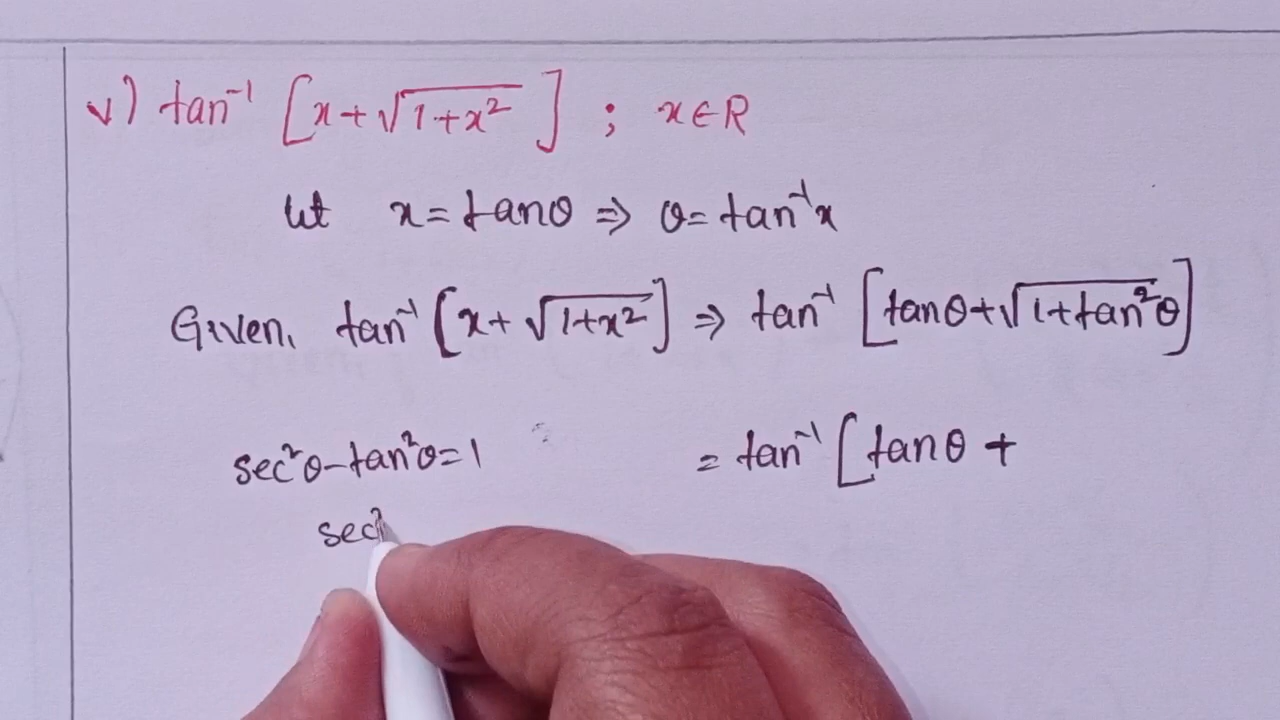 v) tan⁻¹ [x+√1+x²] ; x∈R
let x=tanθ ⇒ θ=tan⁻¹x
Given, tan⁻¹ [x+√1+x²] ⇒ tan⁻¹ [tanθ+√1+tan²θ]
sec²θ-tan²θ=1 = tan⁻¹ [tanθ +
sec²